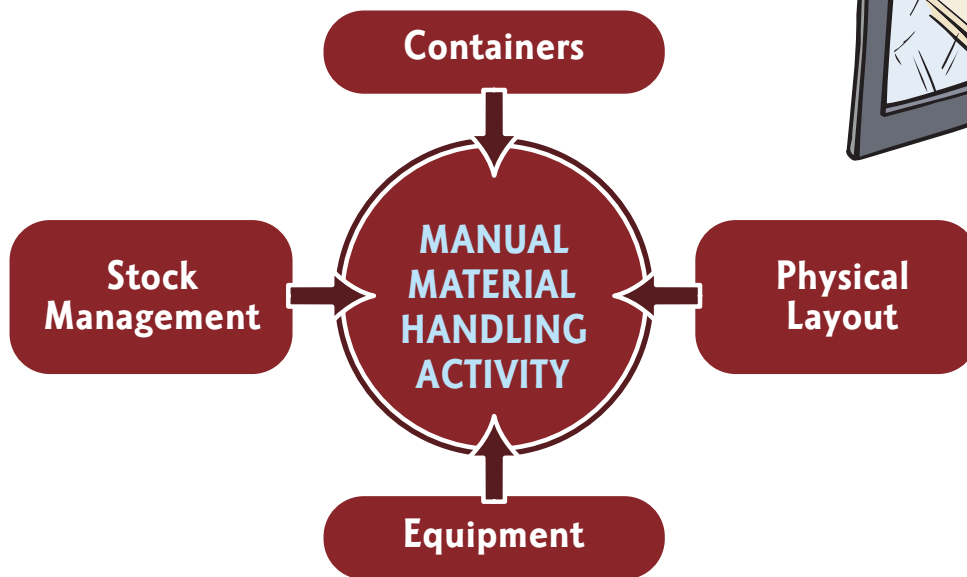 Containers
Stock
Management
MANUAL
MATERIAL
HANDLING
ACTIVITY
Physical
Layout
Equipment